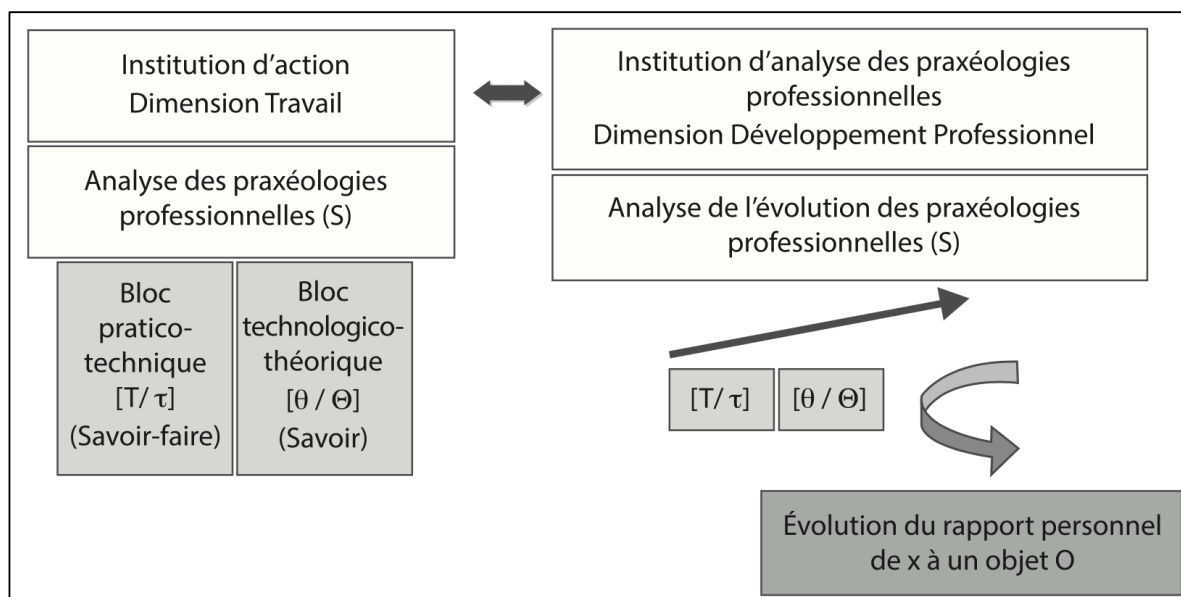 Institution d'action
Dimension Travail
Analyse des praxéologies
professionnelles (S)
Bloc
pratico-
technique
[T/ τ]
(Savoir-faire)
Bloc
technologico-
théorique
[θ / Θ]
(Savoir)
Institution d'analyse des praxéologies
professionnelles
Dimension Développement Professionnel
Analyse de l'évolution des praxéologies
professionnelles (S)
[T/ τ]
[θ / Θ]
Évolution du rapport personnel
de x à un objet O